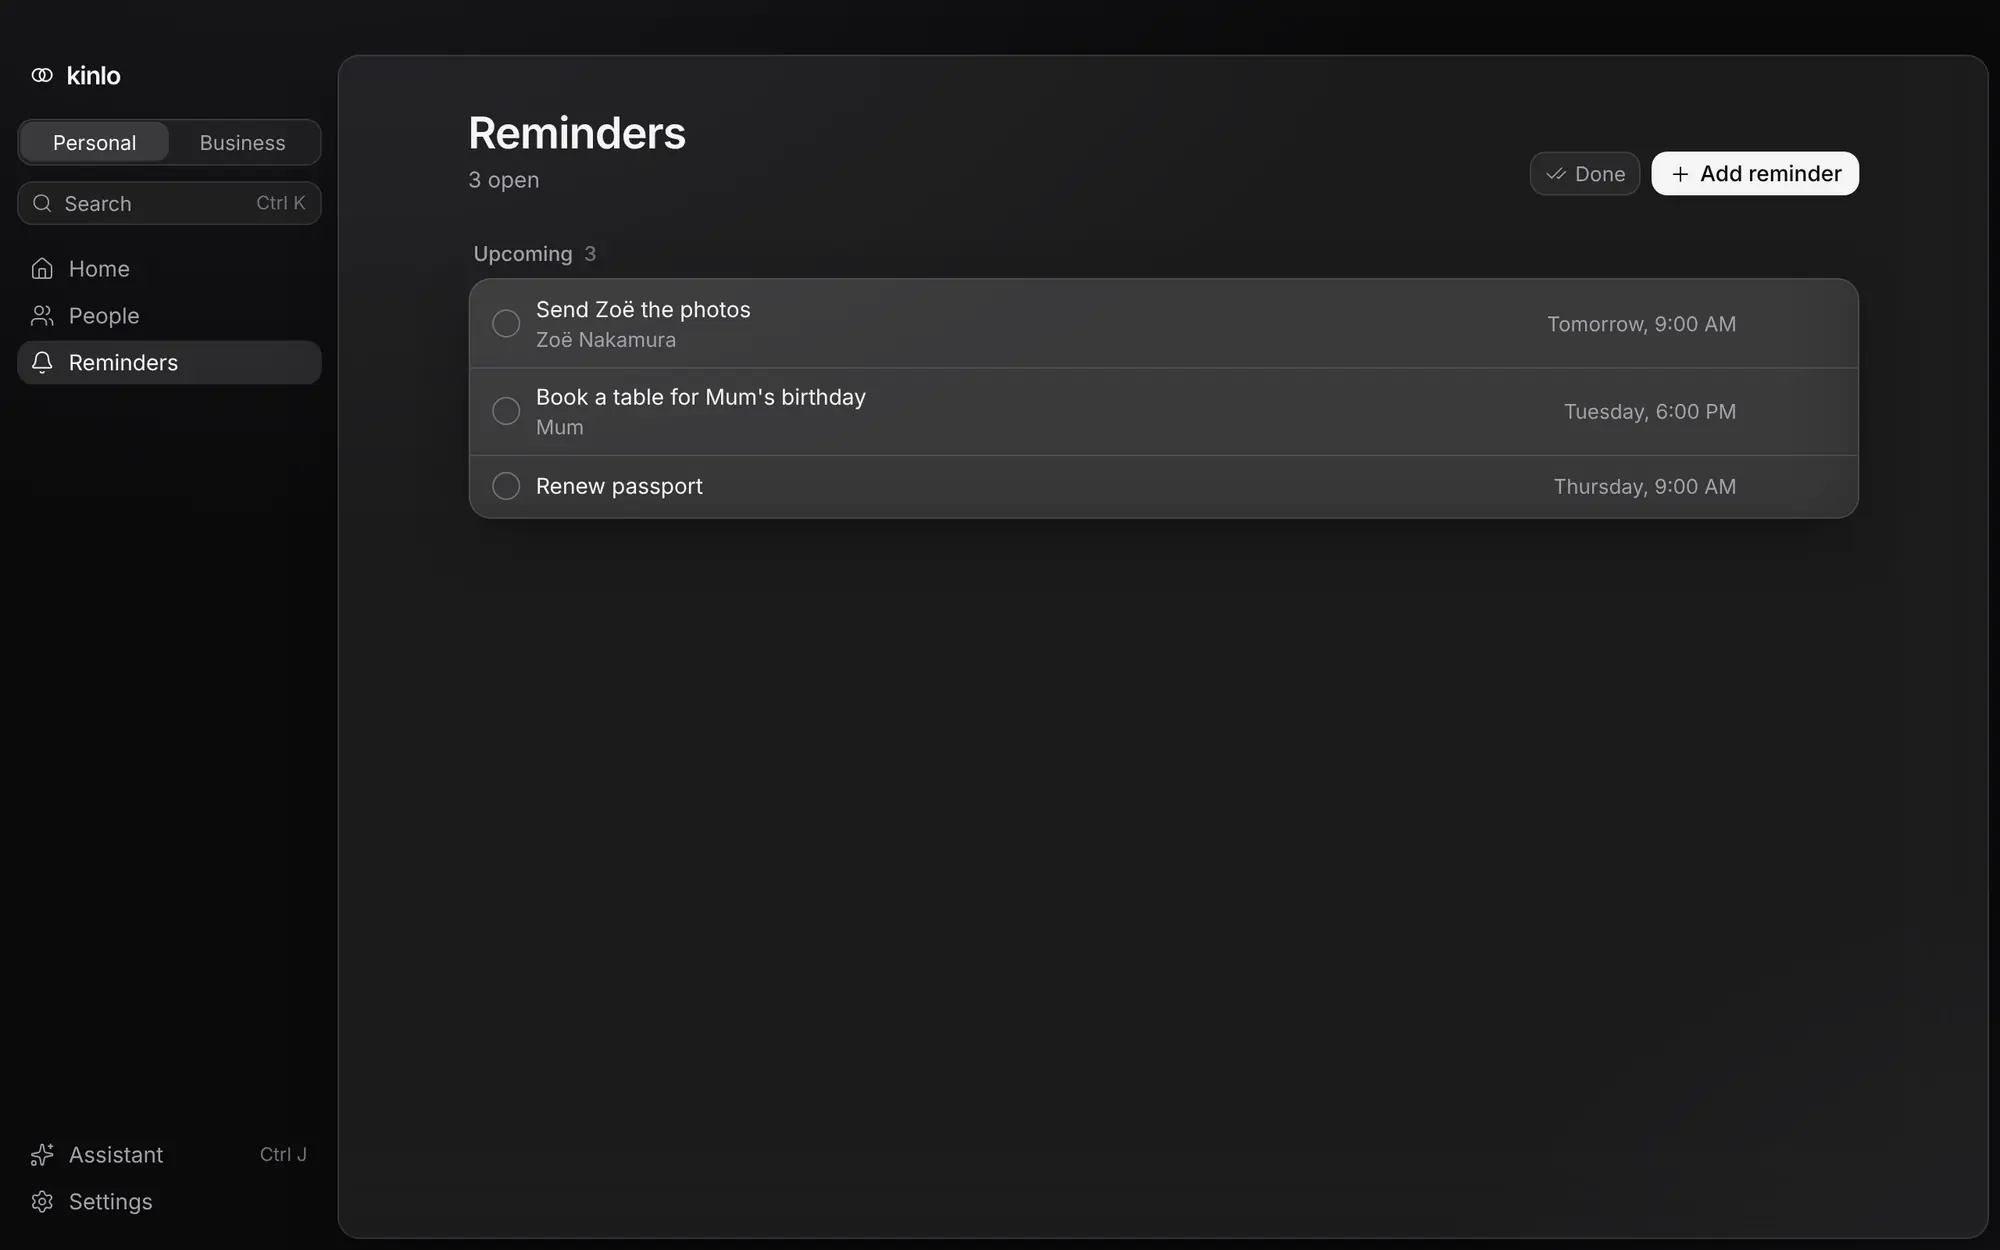 kinlo
Personal
Business
Search
Ctrl K
Home
People
Reminders
Assistant
Ctrl J
Settings
Reminders
3 open
Done
Add reminder
Upcoming 3
Send Zoë the photos
Zoë Nakamura
Tomorrow, 9:00 AM
Book a table for Mum's birthday
Mum
Tuesday, 6:00 PM
Renew passport
Thursday, 9:00 AM